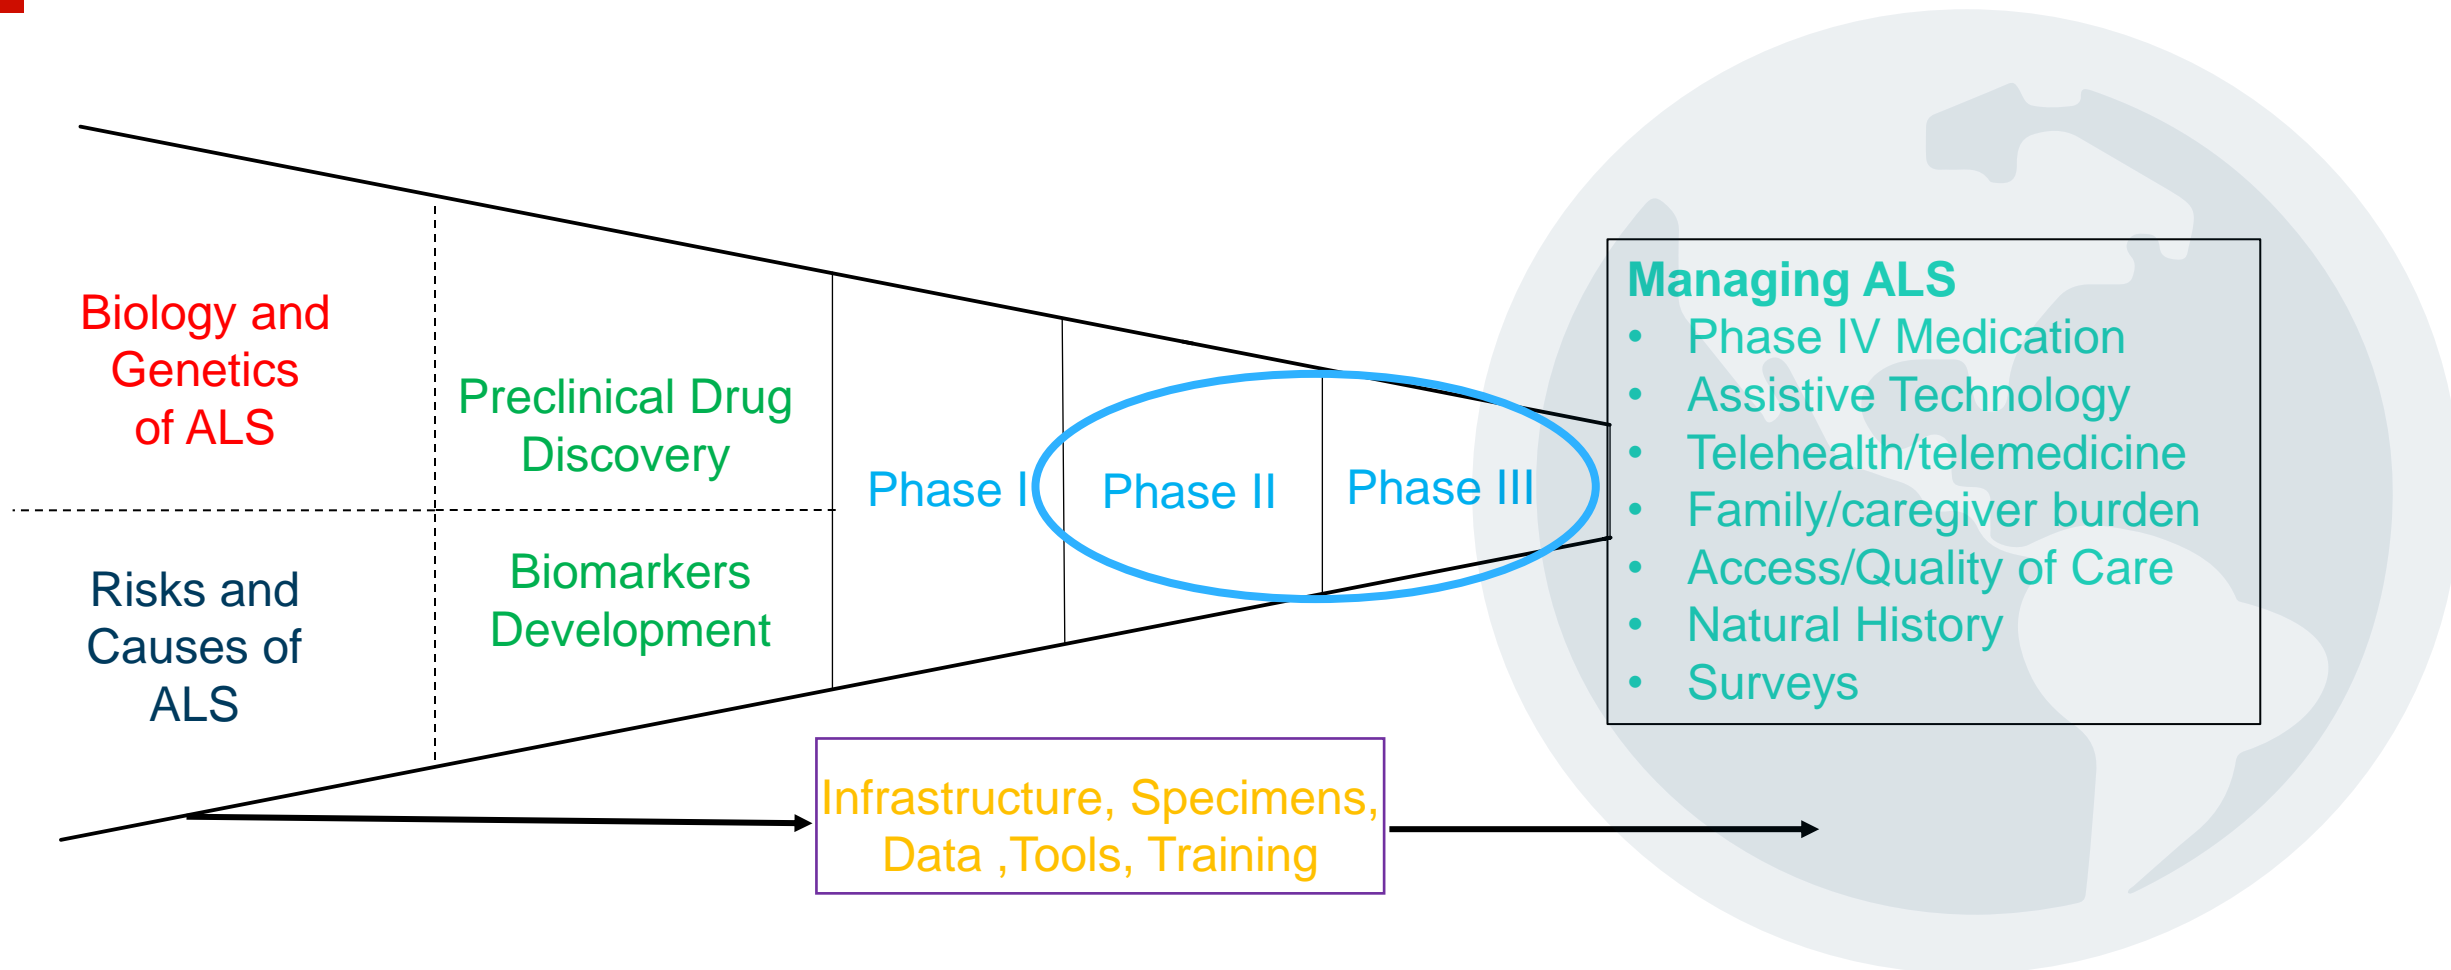 Biology and
Genetics
of ALS
Risks and
Causes of
ALS
Preclinical Drug
Discovery
Biomarkers
Development
Phase I
Phase II
Phase III
Managing ALS
• Phase IV Medication
• Assistive Technology
• Telehealth/telemedicine
• Family/caregiver burden
• Access/Quality of Care
• Natural History
• Surveys
Infrastructure, Specimens,
Data ,Tools, Training